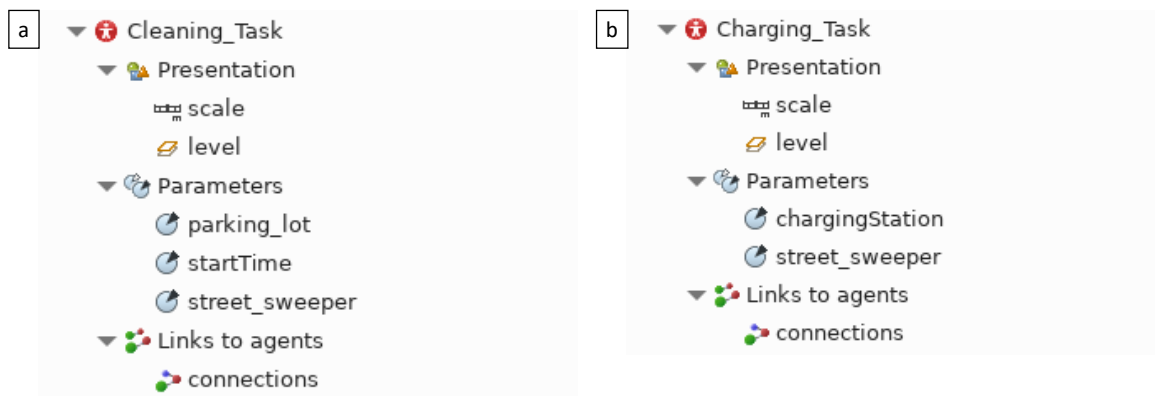 a
Cleaning_Task
Presentation
scale
level
Parameters
parking_lot
startTime
street_sweeper
Links to agents
connections
b
Charging_Task
Presentation
scale
level
Parameters
chargingStation
street_sweeper
Links to agents
connections